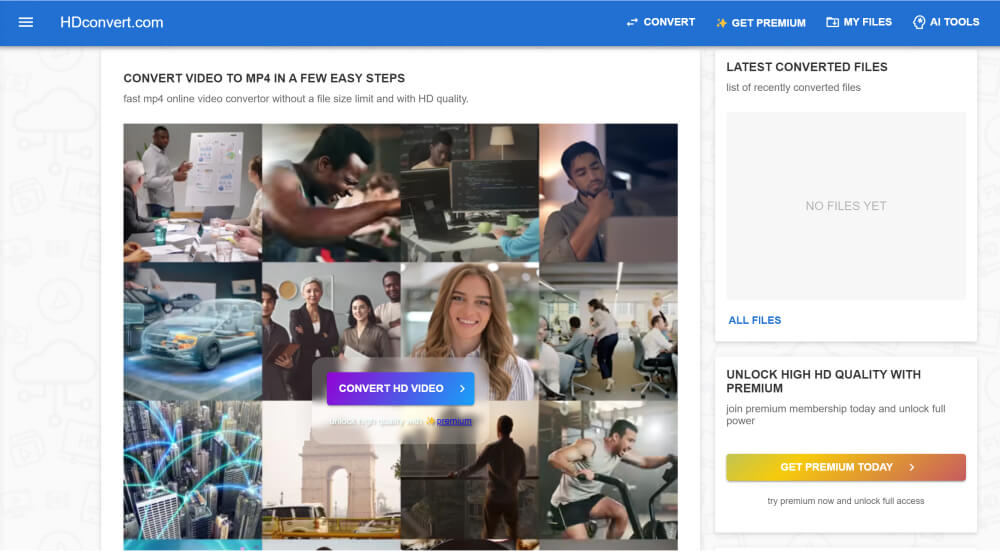 HDconvert.com
CONVERT
GET PREMIUM
MY FILES
AI TOOLS
CONVERT VIDEO TO MP4 IN A FEW EASY STEPS
fast mp4 online video convertor without a file size limit and with HD quality.
CONVERT HD VIDEO
unlock high quality with ✨premium
LATEST CONVERTED FILES
list of recently converted files
NO FILES YET
ALL FILES
UNLOCK HIGH HD QUALITY WITH
PREMIUM
join premium membership today and unlock full
power
GET PREMIUM TODAY
try premium now and unlock full access